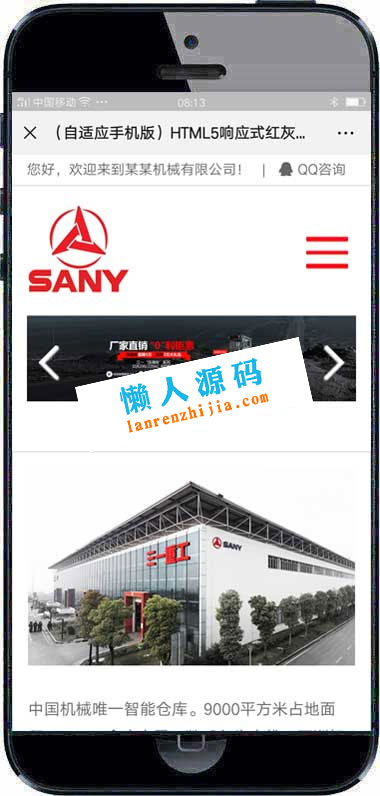 中国移动
08:13
（自适应手机版）HTML5响应式红灰...
您好，欢迎来到某某机械有限公司！ | QQ咨询
SANY
厂家直销"0"利钜惠
懒人源码
lanrenzhijia.com
三一重工
SANY
中国机械唯一智能仓库。9000平方米占地面